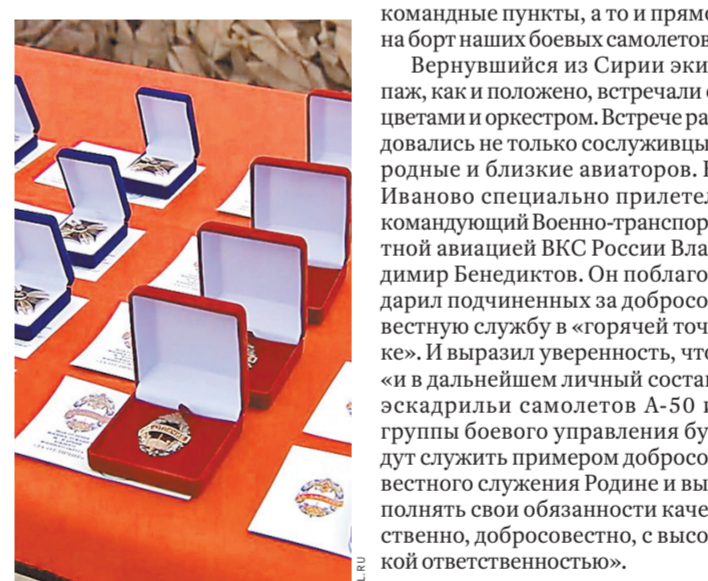 командные пункты, а то и прямо
на борт наших боевых самолетов
Вернувшийся из Сирии эки-
паж, как и положено, встречали с
цветами и оркестром. Встрече ра-
довались не только сослуживцы,
родные и близкие авиаторов. В
Иваново специально прилетел
командующий Военно-транспор-
тной авиацией ВКС России Вла-
димир Бенедиктов. Он поблаго-
дарил подчиненных за добросо-
вестную службу в «горячей точ-
ке». И выразил уверенность, что
«и в дальнейшем личный состав
эскадрильи самолетов А-50 и
группы боевого управления бу-
дут служить примером добросо-
вестного служения Родине и вы-
полнять свои обязанности каче-
ственно, добросовестно, с высо-
кой ответственностью».
L.RU